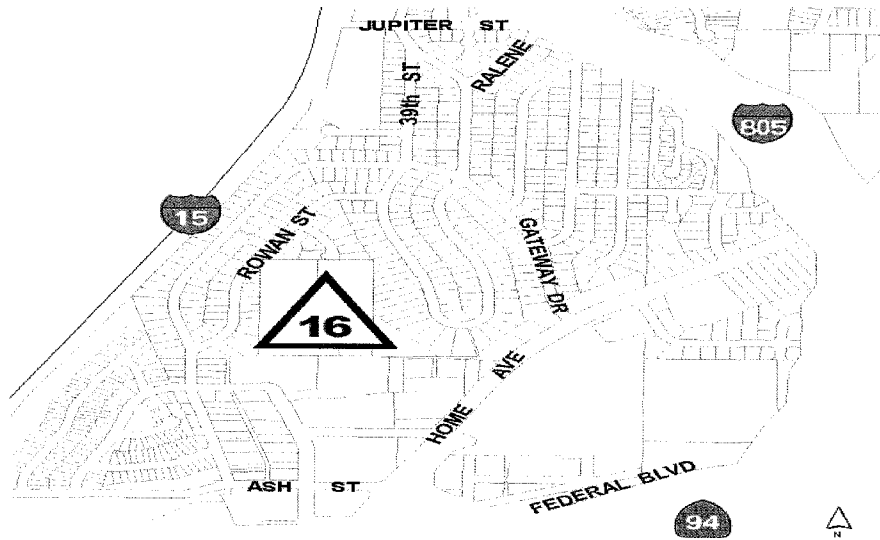 JUPITER ST
RALENE
39th ST
805
15
ROWAN ST
GATEWAY DR
16
HOME AVE
ASH ST
FEDERAL BLVD
94
N